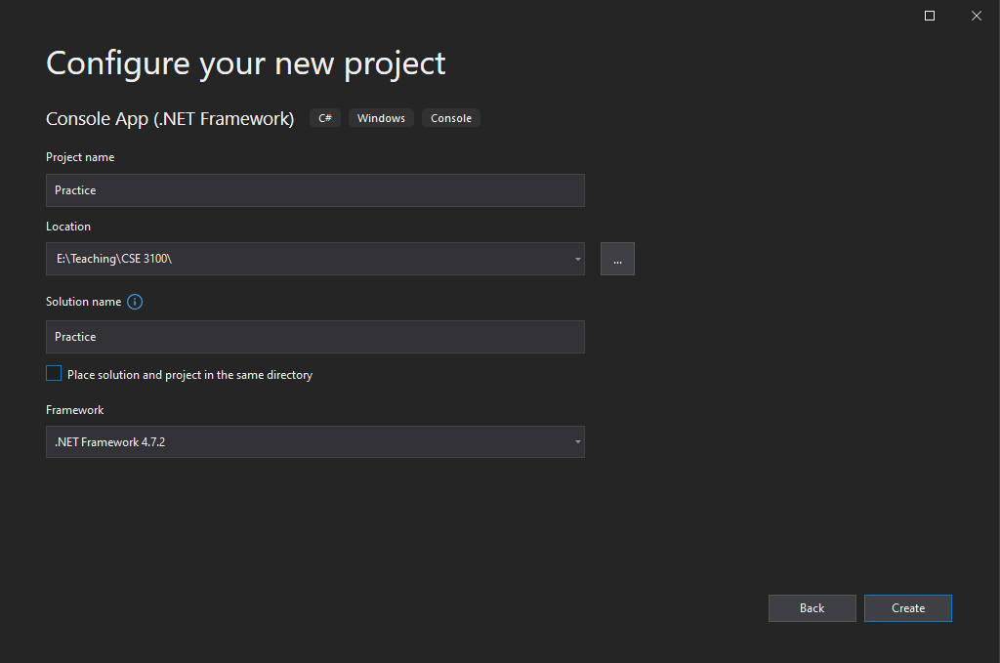 Configure your new project
Console App (.NET Framework) C# Windows Console
Project name
Practice
Location
E:\Teaching\CSE 3100\
...
Solution name
Practice
Place solution and project in the same directory
Framework
.NET Framework 4.7.2
Back Create